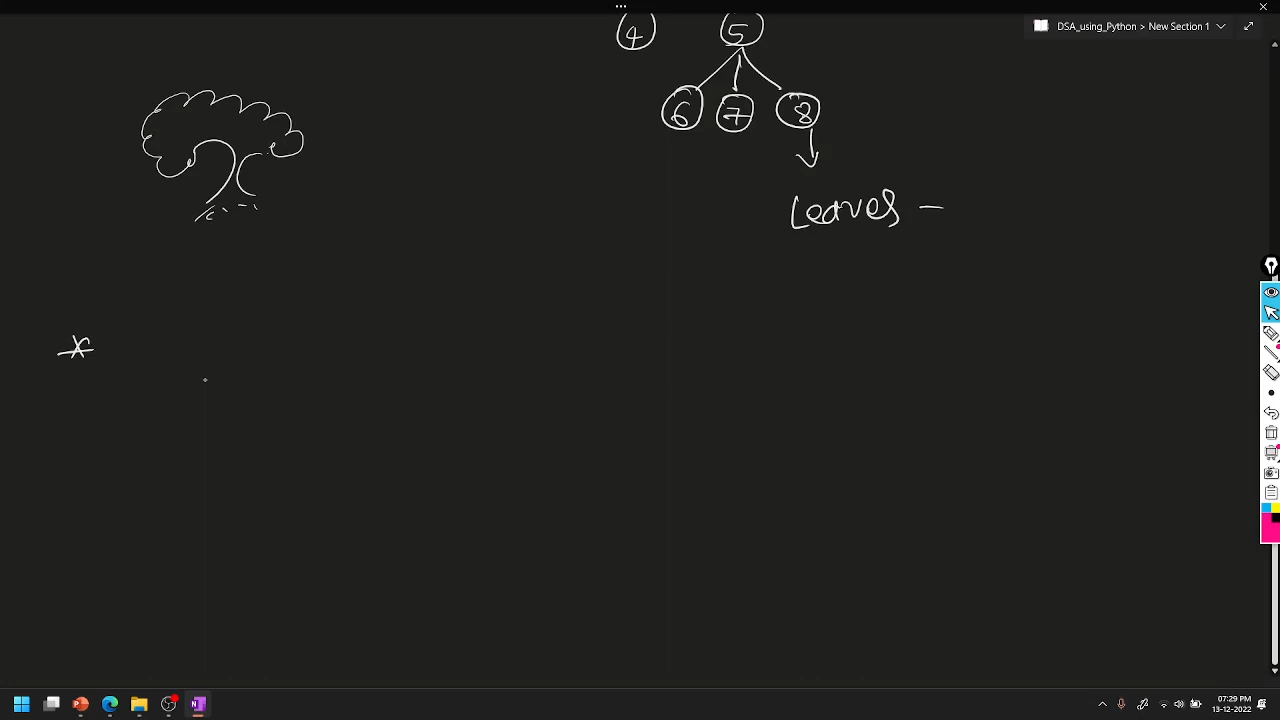 DSA_using_Python > New Section 1
4 5
6 7 8
Leaves -
07:29 PM
13-12-2022